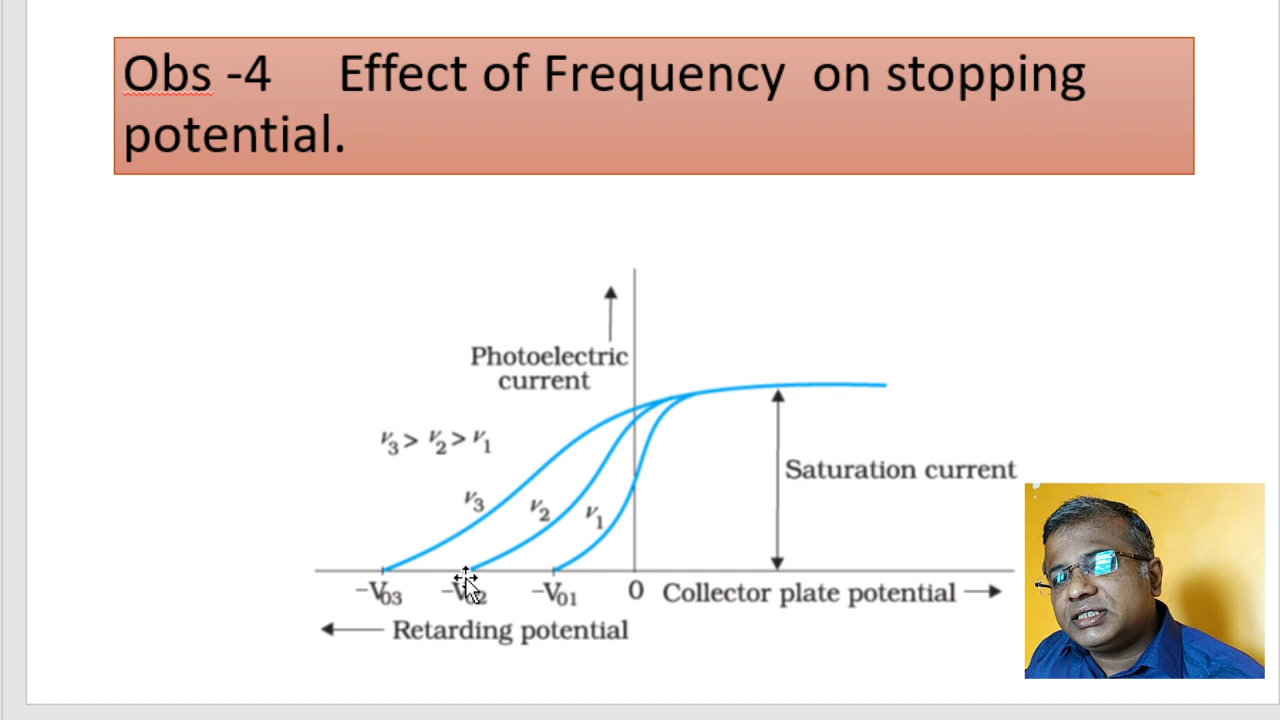 Obs -4 Effect of Frequency on stopping
potential.
Photoelectric
current
ν3 > ν2 > ν1
ν3
ν2
ν1
Saturation current
−V03
−V01
0
Collector plate potential
Retarding potential